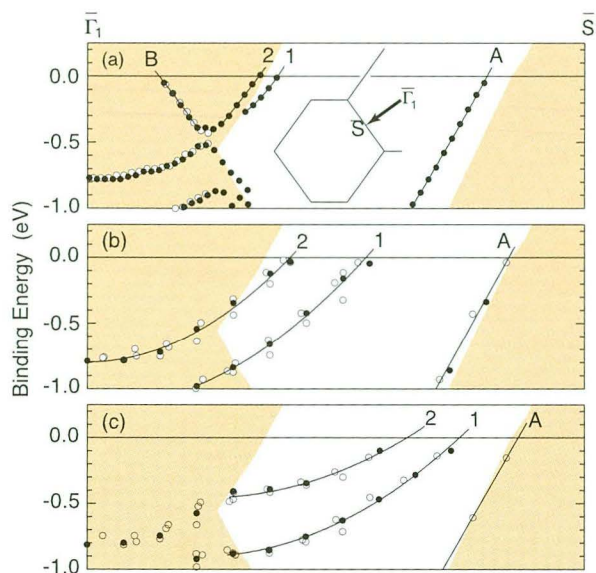 Γ̅₁ S̅
(a) B 2 1 A
0.0
Γ̅₁
S̅
-0.5
-1.0
(b) 2 1 A
0.0
-0.5
-1.0
(c) 2 1 A
0.0
-0.5
-1.0
Binding Energy (eV)